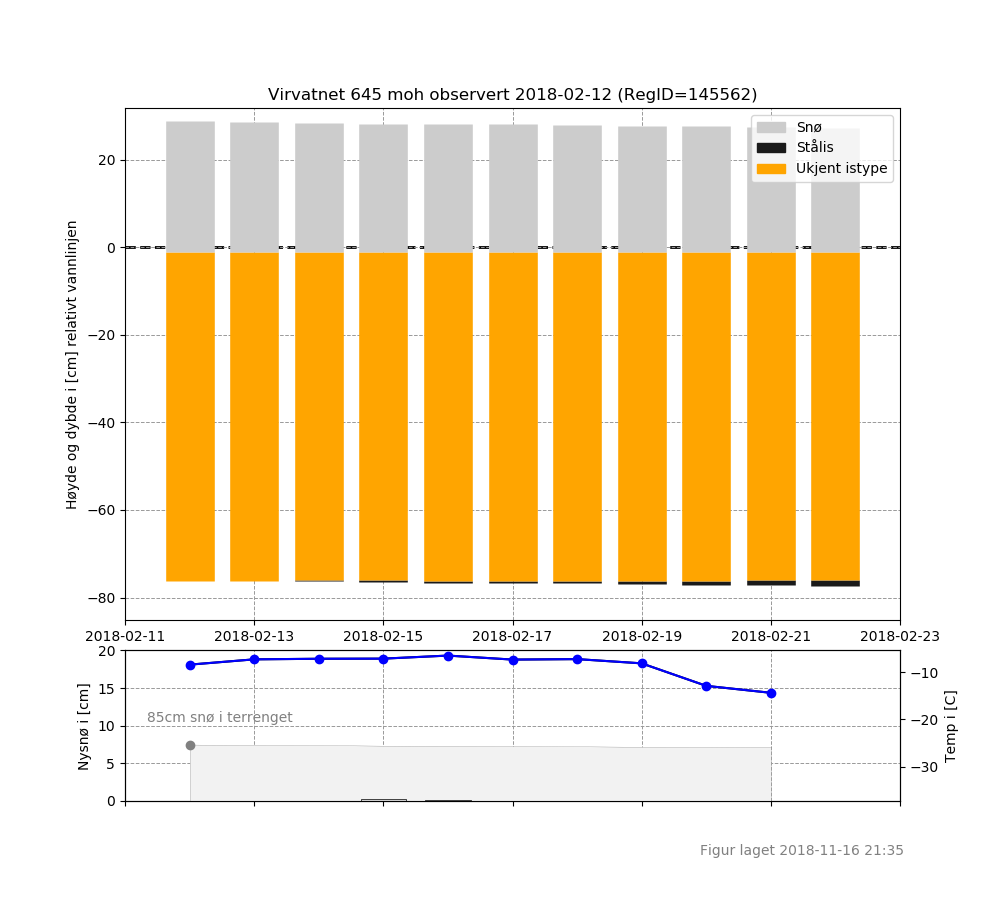 Virvatnet 645 moh observert 2018-02-12 (RegID=145562)
Snø
Stålis
Ukjent istype
Høyde og dybde i [cm] relativt vannlinjen
20
0
−20
−40
−60
−80
2018-02-11 2018-02-13 2018-02-15 2018-02-17 2018-02-19 2018-02-21 2018-02-23
Nysnø i [cm]
20
15
10
5
0
85cm snø i terrenget
−10
−20
−30
Temp i [C]
Figur laget 2018-11-16 21:35